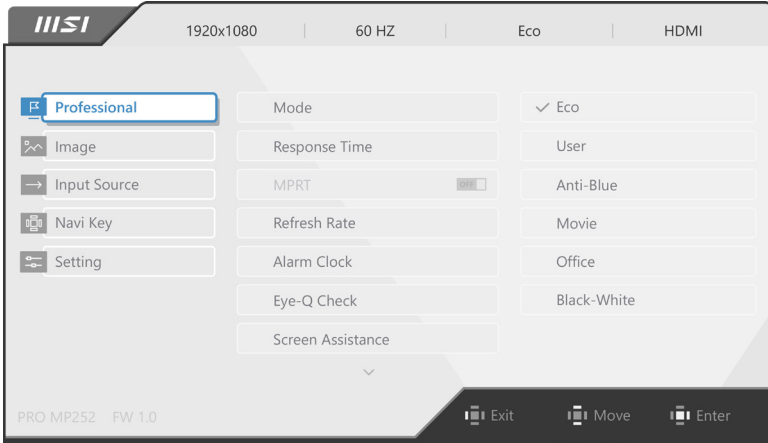 msi 1920x1080 60 HZ Eco HDMI
Professional Mode ✓ Eco
Image Response Time User
Input Source MPRT OFF Anti-Blue
Navi Key Refresh Rate Movie
Setting Alarm Clock Office
Eye-Q Check Black-White
Screen Assistance
PRO MP252 FW 1.0 Exit Move Enter